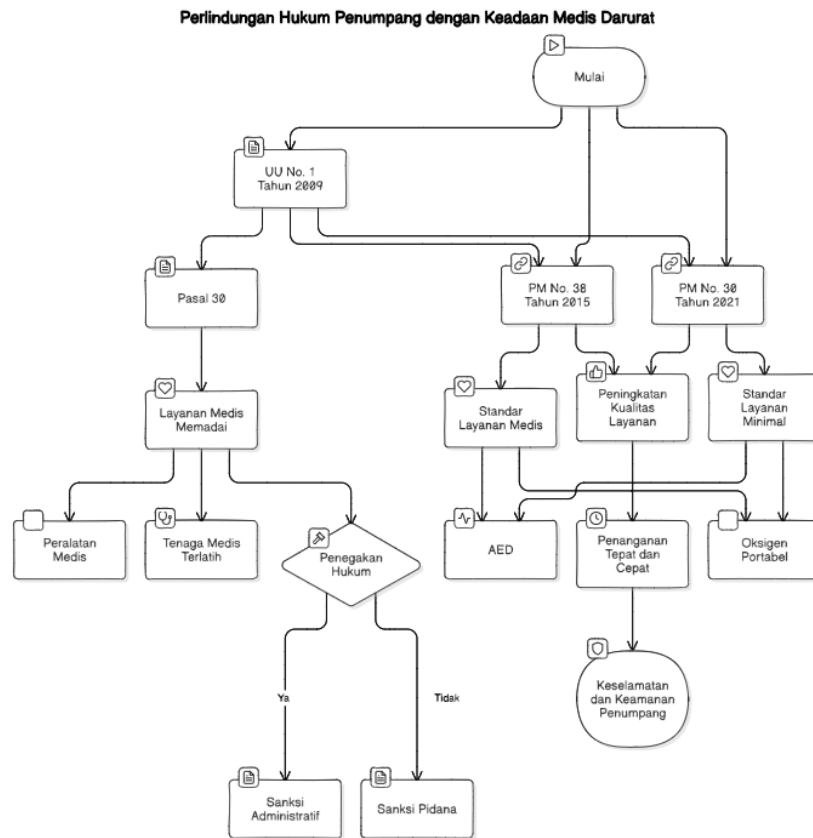 Perlindungan Hukum Penumpang dengan Keadaan Medis Darurat
Mulai
UU No. 1
Tahun 2009
Pasal 30
PM No. 38
Tahun 2015
PM No. 30
Tahun 2021
Layanan Medis
Memadai
Standar
Layanan Medis
Peningkatan
Kualitas
Layanan
Standar
Layanan
Minimal
Peralatan
Medis
Tenaga Medis
Terlatih
Penegakan
Hukum
AED
Penanganan
Tepat dan
Cepat
Oksigen
Portabel
Ya
Tidak
Keselamatan
dan Keamanan
Penumpang
Sanksi
Administratif
Sanksi Pidana